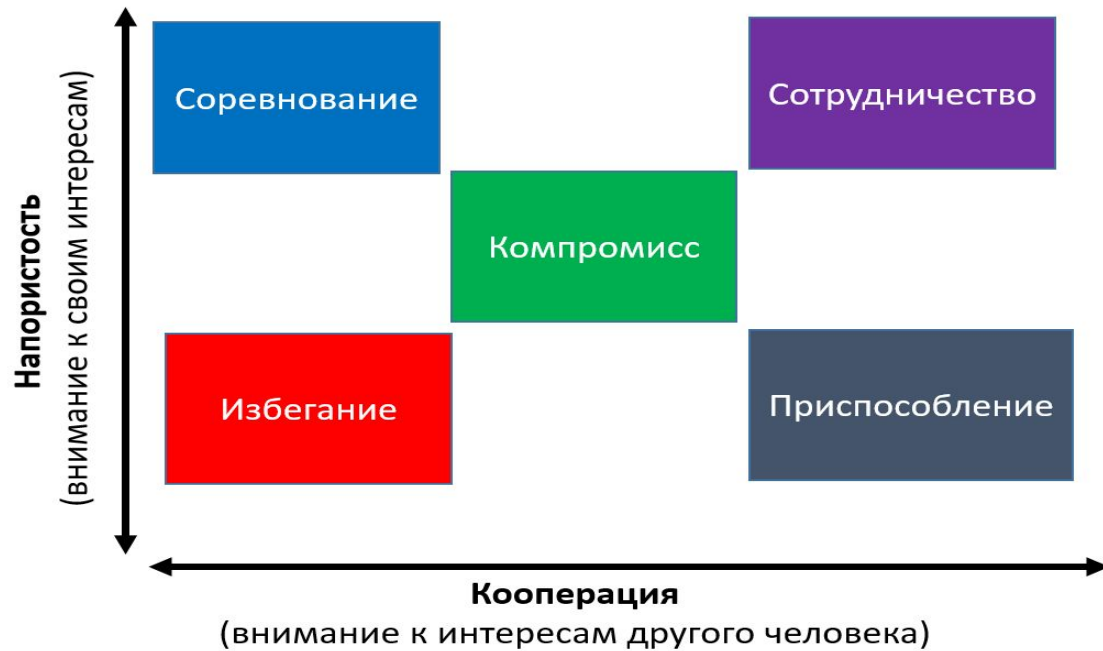 Напористость
(внимание к своим интересам)
Соревнование
Сотрудничество
Компромисс
Избегание
Приспособление
Кооперация
(внимание к интересам другого человека)